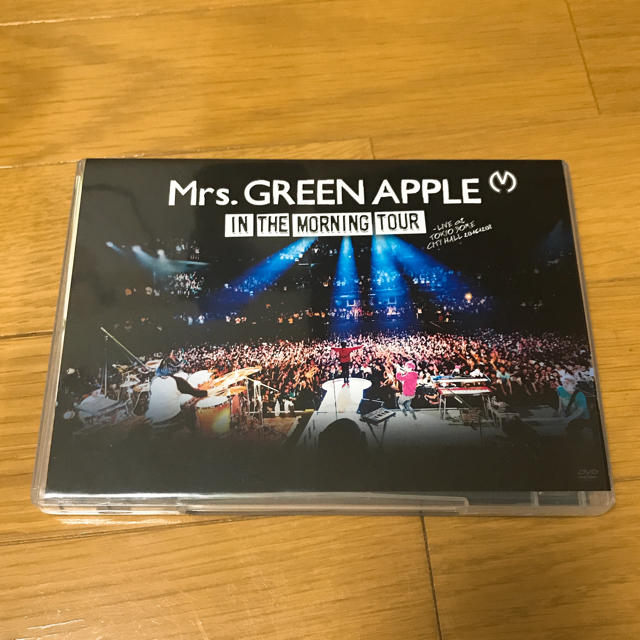 Mrs. GREEN APPLE
IN THE MORNING TOUR
-LIVE at
TOKYO DOME
CITY HALL 20161208
DVD